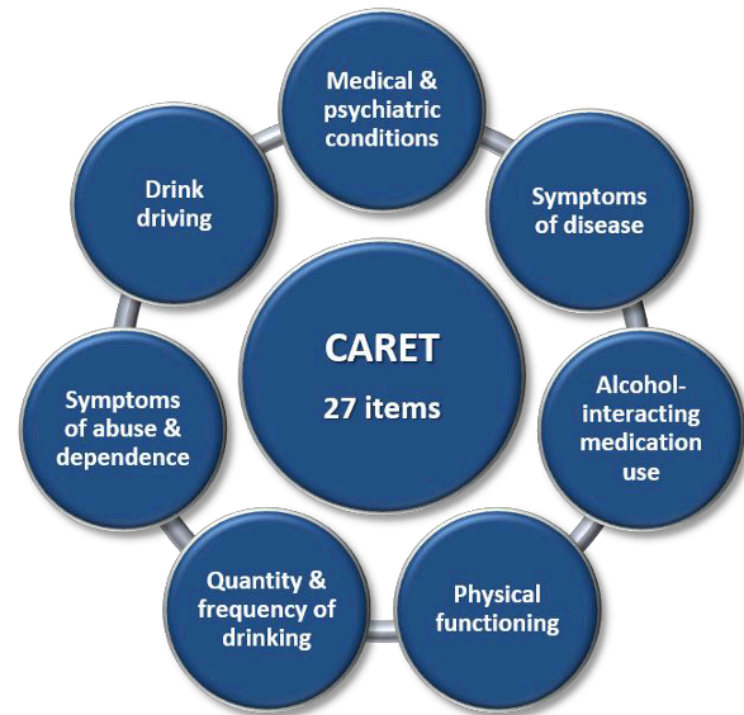 Medical &
psychiatric
conditions
Symptoms
of disease
Alcohol-
interacting
medication
use
Physical
functioning
Quantity &
frequency of
drinking
Symptoms
of abuse &
dependence
Drink
driving
CARET
27 items